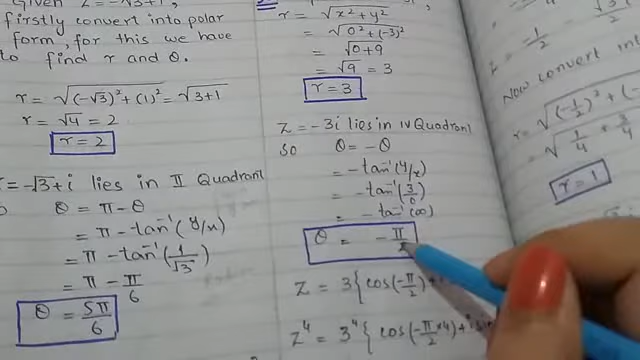 Given Z = -√3+i,
firstly convert into polar
form, for this we have
to find r and θ.
r = √(-√3)² + (1)² = √3+1
r = √4 = 2
r = 2
Z = -√3+i lies in II Quadrant
θ = π - θ
= π - tan⁻¹(y/x)
= π - tan⁻¹(1/√3)
= π - π/6
θ = 5π/6
r = √x² + y²
= √0² + (-3)²
= √0+9
= √9 = 3
r = 3
Z = -3i lies in IV Quadrant
so θ = -θ
= -tan⁻¹(y/x)
= -tan⁻¹(3/0)
= -tan⁻¹(∞)
θ = -π/2
Z = 3{cos(-π/2) +
Z⁴ = 3⁴{cos(-π/2 ×4) + i sin
Z = -1/2 -
Now convert int
r = √(-1/2)² +
= √1/4 + 3/4
r = 1